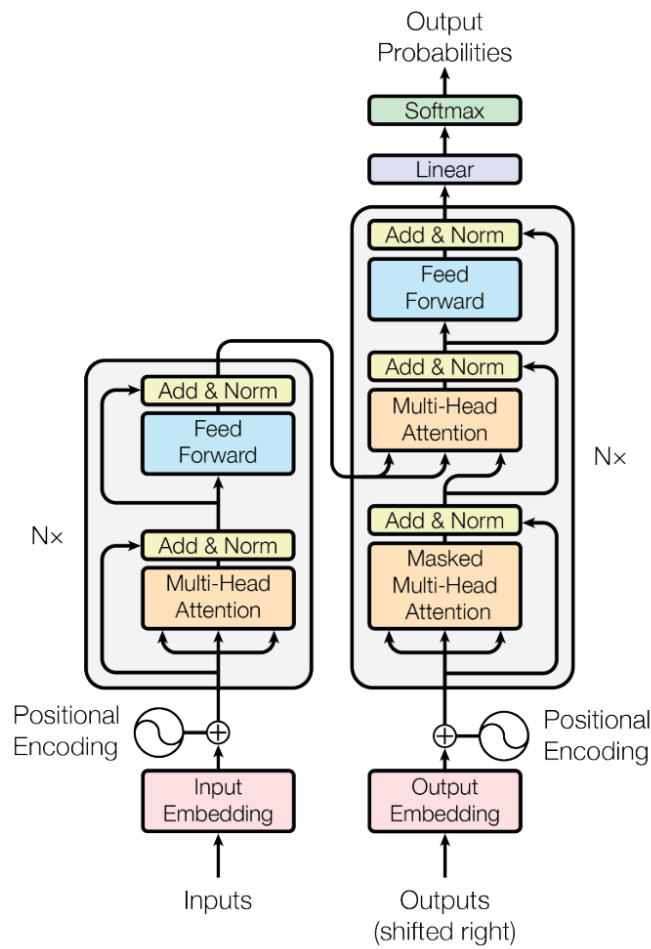 Output
Probabilities
Softmax
Linear
Add & Norm
Feed
Forward
Add & Norm
Multi-Head
Attention
Add & Norm
Masked
Multi-Head
Attention
N×
Add & Norm
Feed
Forward
Add & Norm
Multi-Head
Attention
N×
Positional
Encoding
Positional
Encoding
Input
Embedding
Output
Embedding
Inputs
Outputs
(shifted right)